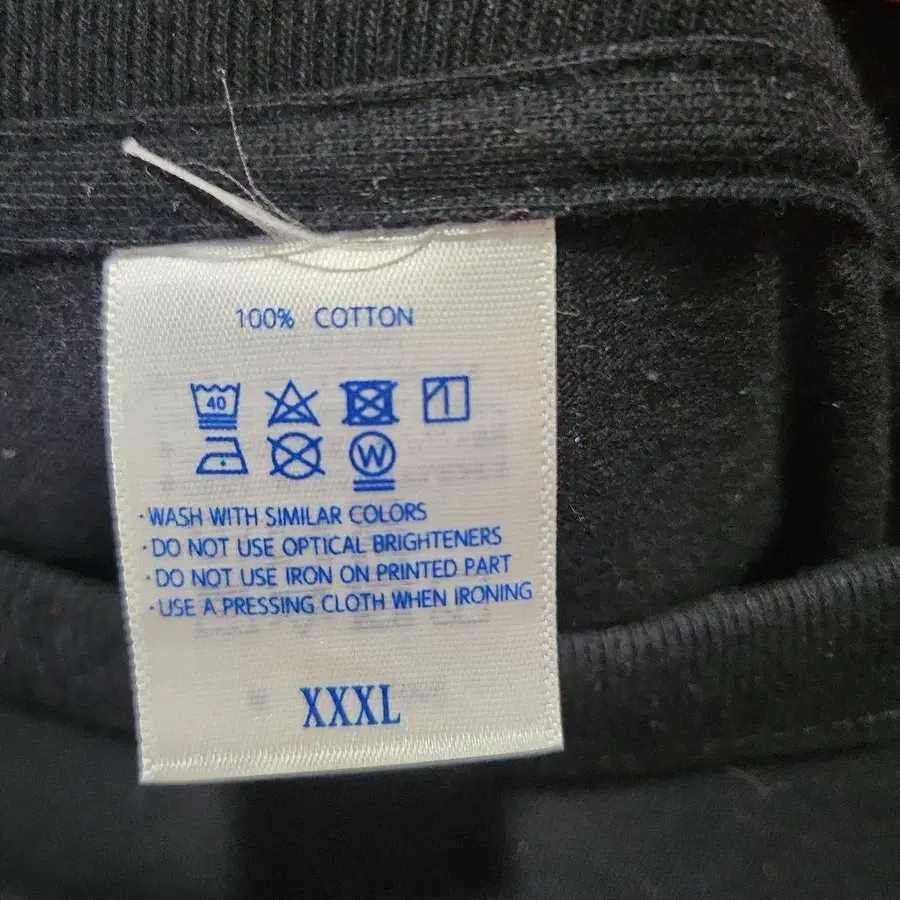 100% COTTON
40
W
·WASH WITH SIMILAR COLORS
·DO NOT USE OPTICAL BRIGHTENERS
·DO NOT USE IRON ON PRINTED PART
·USE A PRESSING CLOTH WHEN IRONING
XXXL